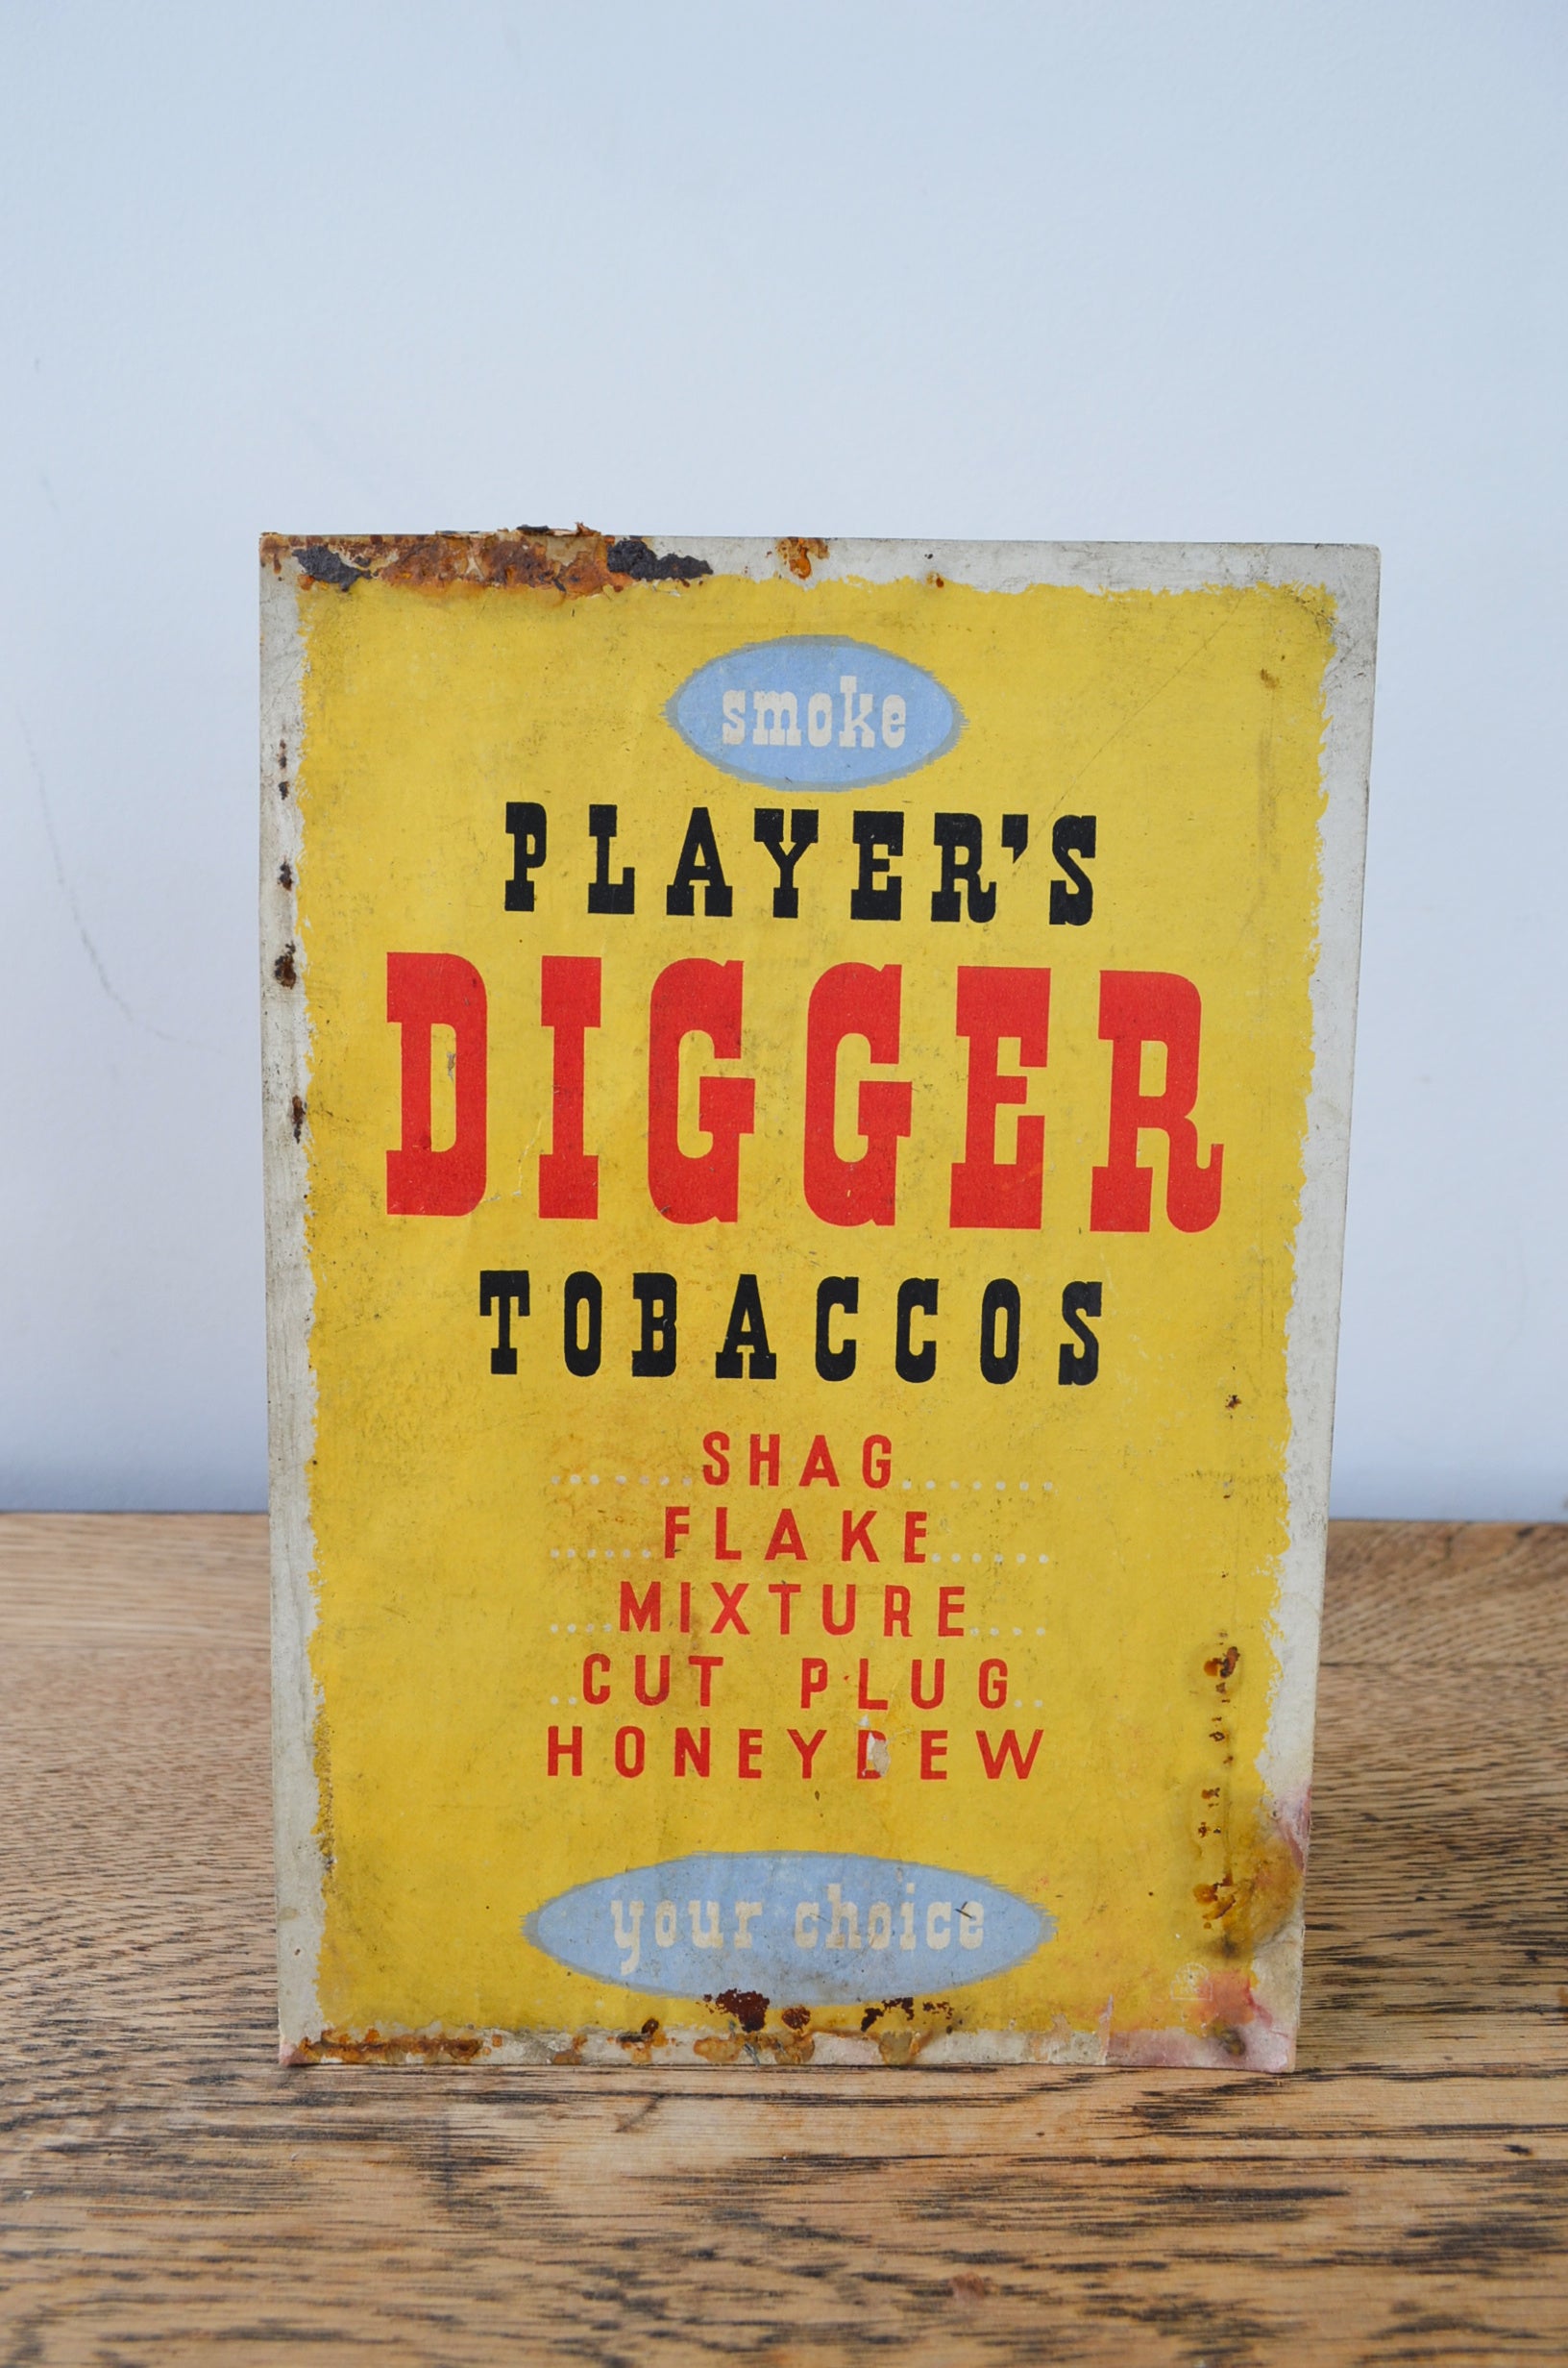 smoke
PLAYER'S
DIGGER
TOBACCOS
SHAG
FLAKE
MIXTURE
CUT PLUG
HONEYDEW
your choice